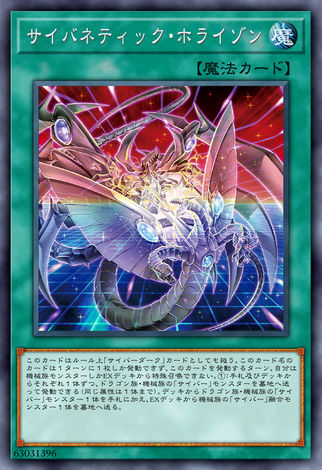 サイバネティック・ホライゾン
魔
【魔法カード】
このカードはルール上「サイバーダーク」カードとしても扱う。このカード名の
カードは1ターンに1枚しか発動できず、このカードを発動するターン、自分は
機械族モンスターしかEXデッキから特殊召喚できない。①：手札及びデッキか
らそれぞれ1体ずつ、ドラゴン族・機械族の「サイバー」モンスターを墓地へ送
って発動できる(同じ属性は1体まで)。デッキからドラゴン族・機械族の「サイ
バー」モンスター1体を手札に加え、EXデッキから機械族の「サイバー」融合モ
ンスター1体を墓地へ送る。
63031396